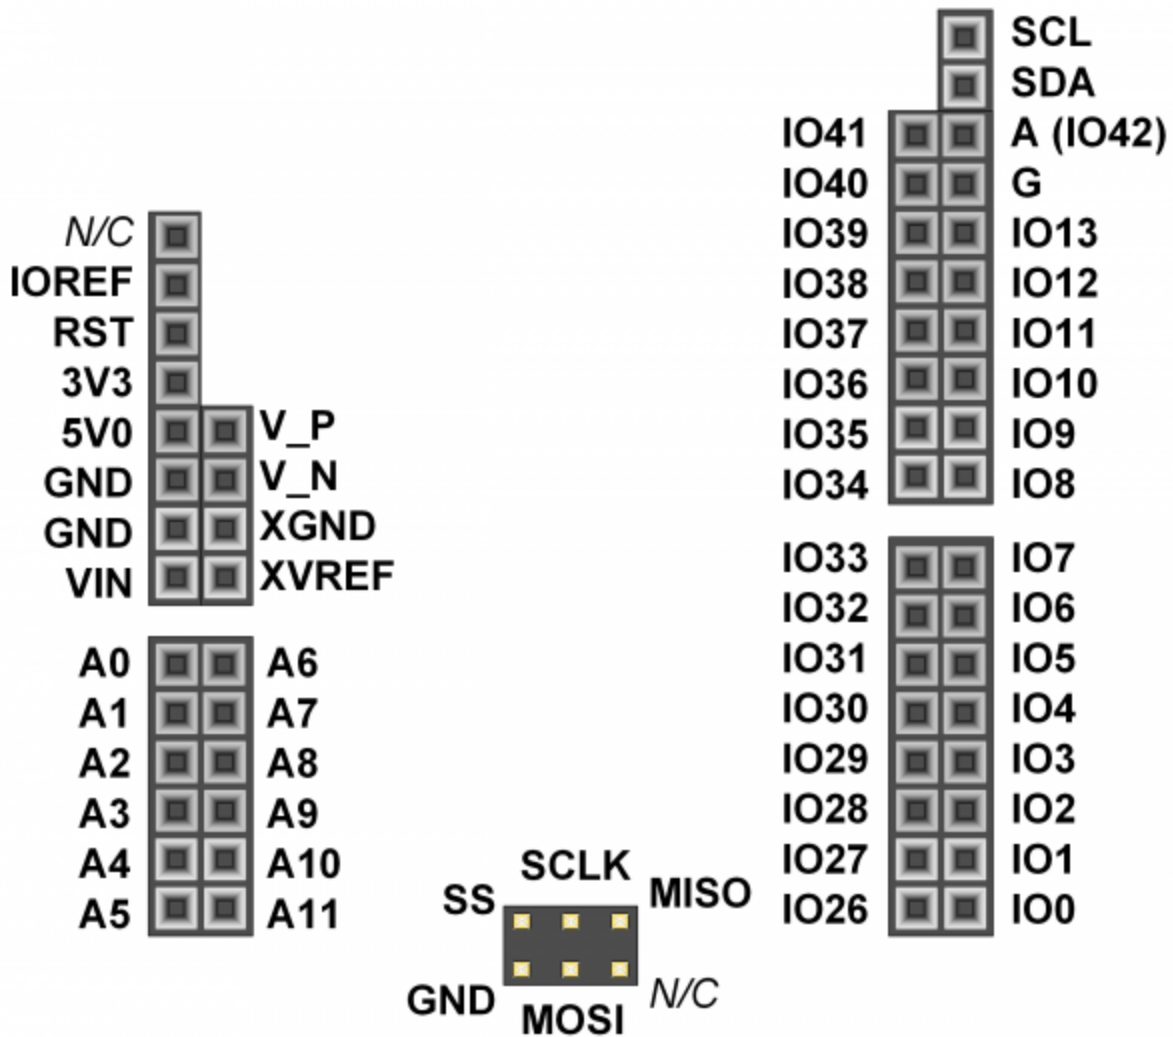 SCL
SDA
IO41 A (IO42)
IO40 G
IO39 IO13
IO38 IO12
IO37 IO11
IO36 IO10
IO35 IO9
IO34 IO8
N/C
IOREF
RST
3V3
5V0 V_P
GND V_N
GND XGND
VIN XVREF
IO33 IO7
IO32 IO6
IO31 IO5
IO30 IO4
IO29 IO3
IO28 IO2
IO27 IO1
IO26 IO0
A0 A6
A1 A7
A2 A8
A3 A9
A4 A10
A5 A11
SS SCLK MISO
GND MOSI N/C